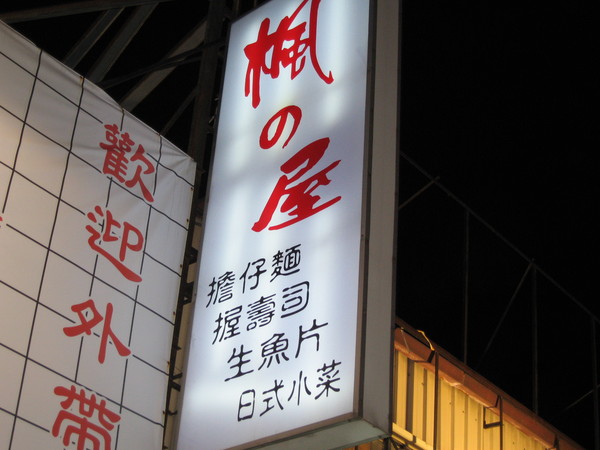 楓の屋
擔仔麵
握壽司
生魚片
日式小菜
歡迎外帶